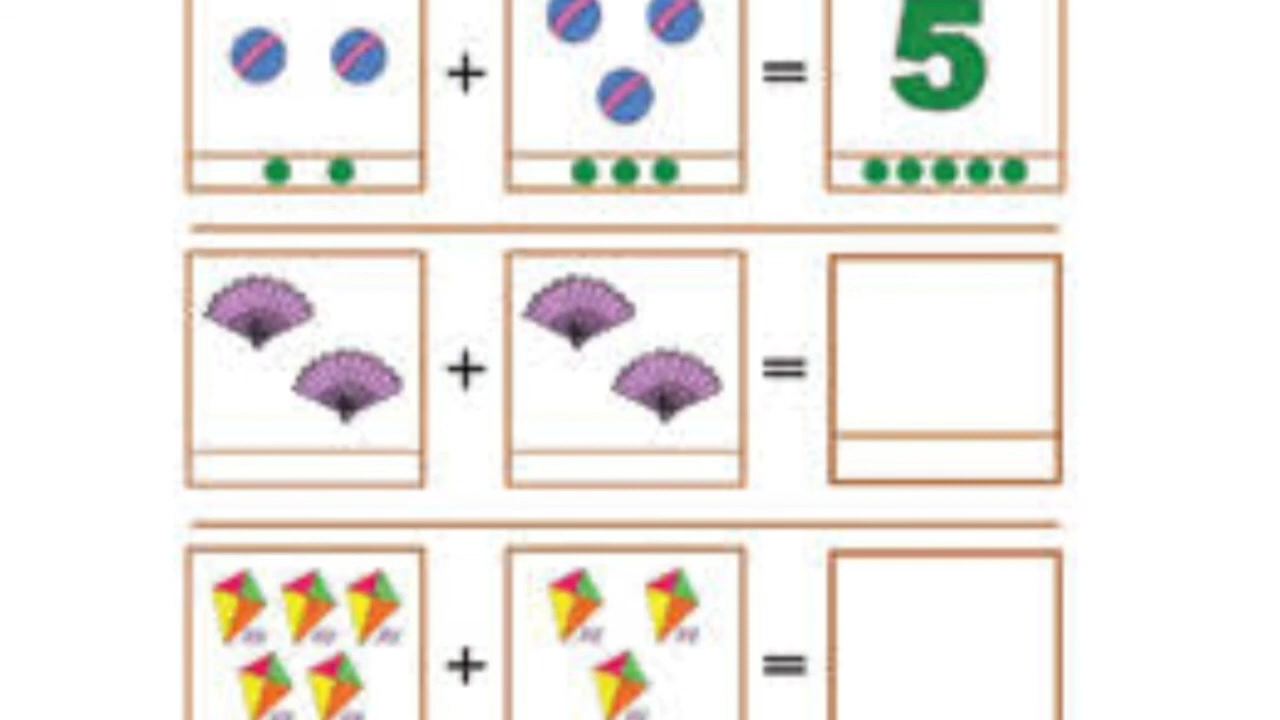 + = 5
+ =
+ =